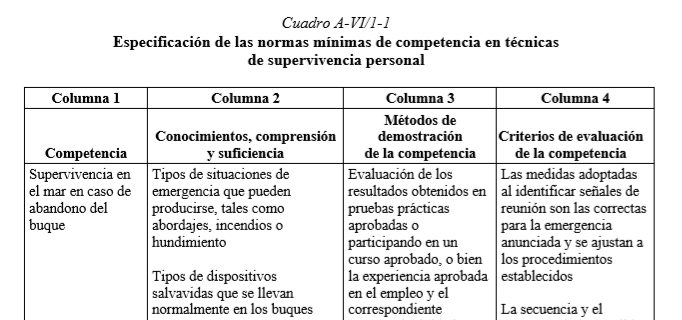 Cuadro A-VI/1-1
Especificación de las normas mínimas de competencia en técnicas
de supervivencia personal
Columna 1
Columna 2
Columna 3
Columna 4
Competencia
Conocimientos, comprensión
y suficiencia
Métodos de
demostración
de la competencia
Criterios de evaluación
de la competencia
Supervivencia en
el mar en caso de
abandono del
buque
Tipos de situaciones de
emergencia que pueden
producirse, tales como
abordajes, incendios o
hundimiento
Tipos de dispositivos
salvavidas que se llevan
normalmente en los buques
Evaluación de los
resultados obtenidos en
pruebas prácticas
aprobadas o
participando en un
curso aprobado, o bien
la experiencia aprobada
en el empleo y el
correspondiente
Las medidas adoptadas
al identificar señales de
reunión son las correctas
para la emergencia
anunciada y se ajustan a
los procedimientos
establecidos
La secuencia y el